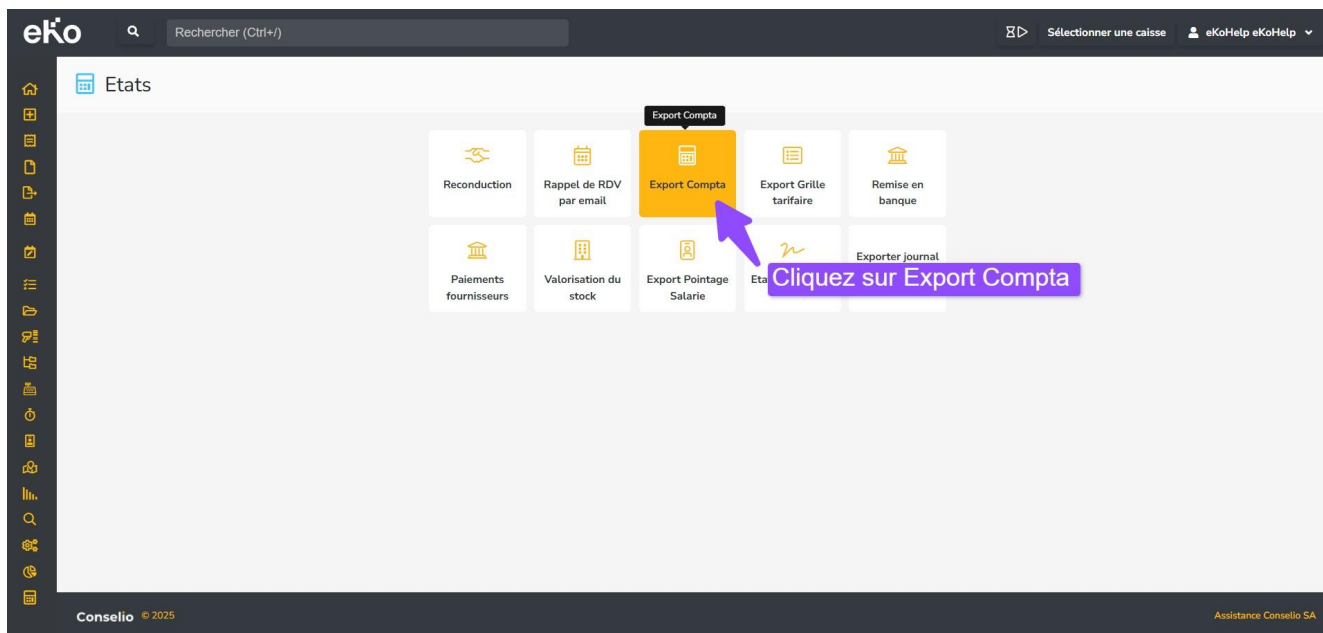 eKo
Rechercher (Ctrl+/)
Sélectionner une caisse
eKoHelp eKoHelp
Etats
Export Compta
Reconduction
Rappel de RDV
par email
Export Compta
Export Grille
tarifaire
Remise en
banque
Paiements
fournisseurs
Valorisation du
stock
Export Pointage
Salarie
Exporter journal
Cliquez sur Export Compta
Conselio © 2025
Assistance Conselio SA